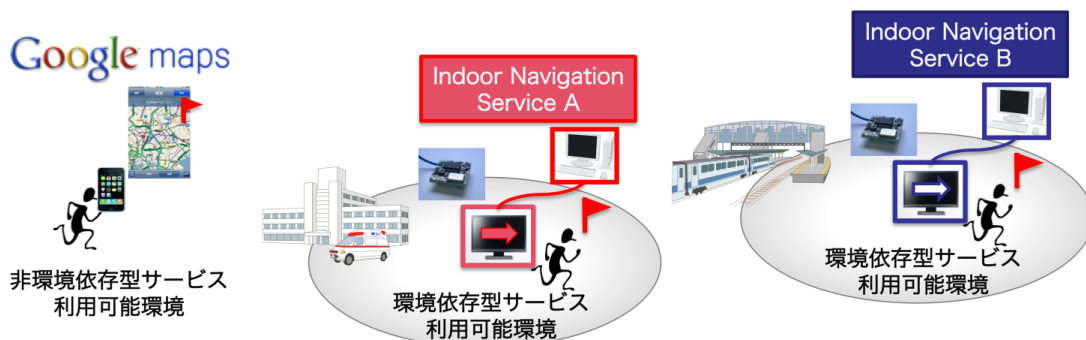 Google maps
非環境依存型サービス
利用可能環境
Indoor Navigation
Service A
環境依存型サービス
利用可能環境
Indoor Navigation
Service B
環境依存型サービス
利用可能環境